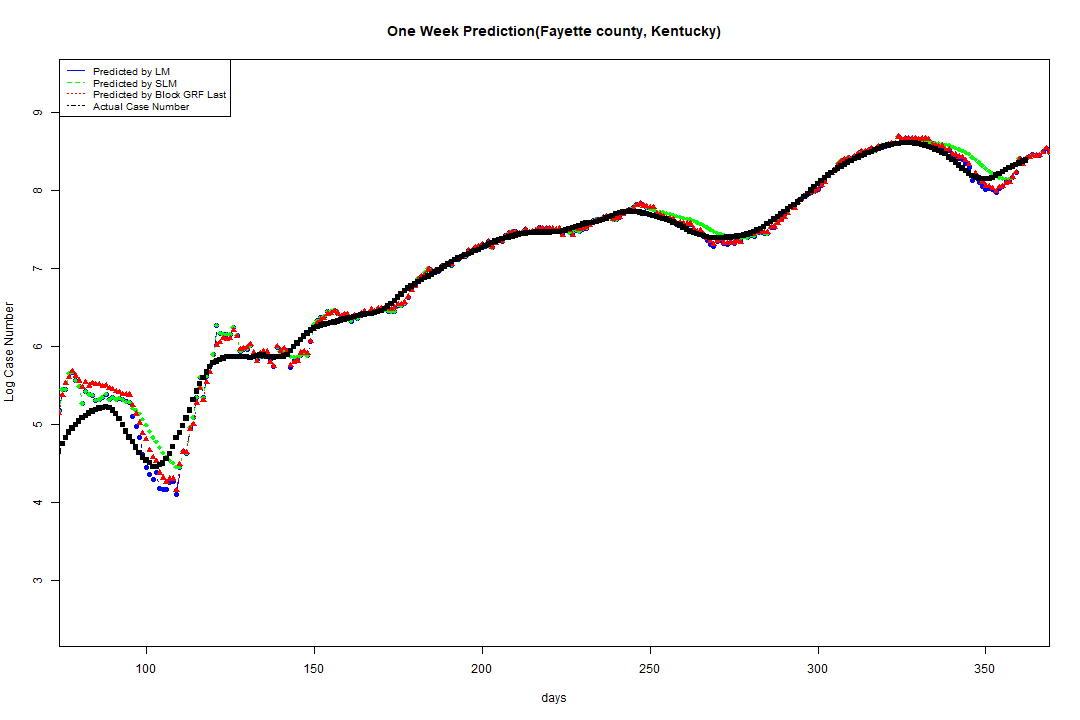 One Week Prediction(Fayette county, Kentucky)
Predicted by LM
Predicted by SLM
Predicted by Block GRF Last
Actual Case Number
9
8
7
6
5
4
3
Log Case Number
100 150 200 250 300 350
days